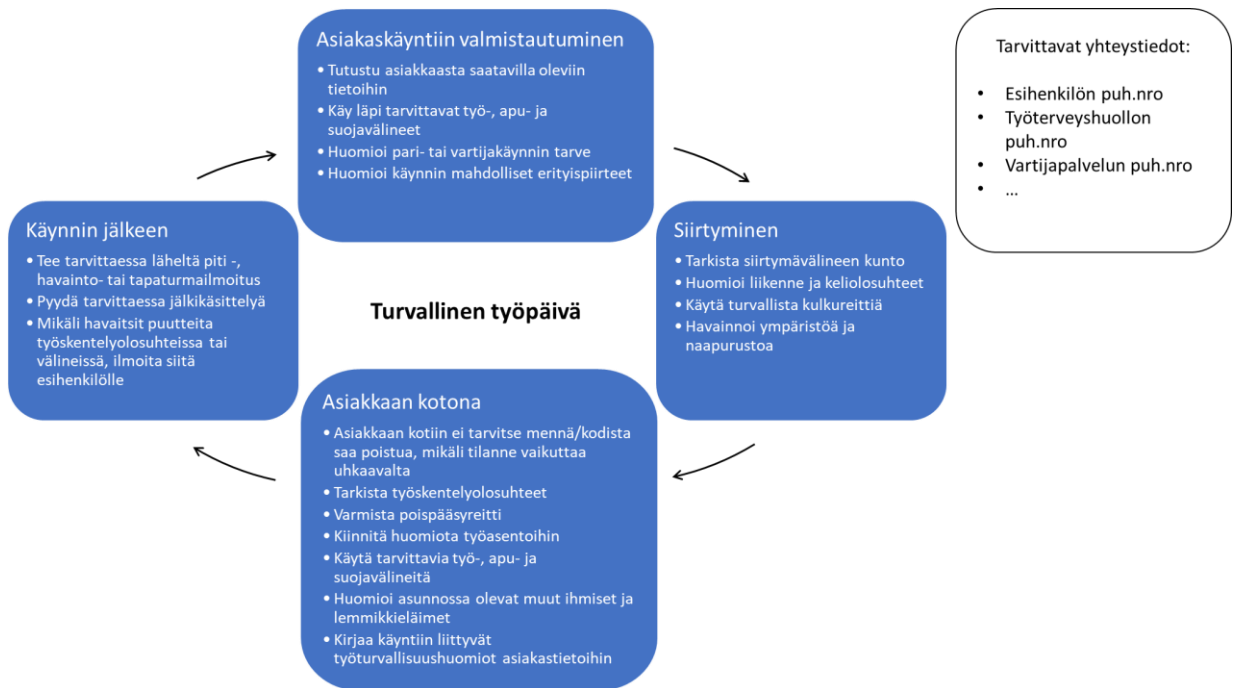 Asiakaskäyntiin valmistautuminen
• Tutustu asiakkaasta saatavilla oleviin
tietoihin
• Käy läpi tarvittavat työ-, apu- ja
suojavälineet
• Huomioi pari- tai vartijakäynnin tarve
• Huomioi käynnin mahdolliset erityispiirteet
Tarvittavat yhteystiedot:
• Esihenkilön puh.nro
• Työterveyshuollon
puh.nro
• Vartijapalvelun puh.nro
• ...
Siirtyminen
• Tarkista siirtymävälineen kunto
• Huomioi liikenne ja keliolosuhteet
• Käytä turvallista kulkureittiä
• Havainnoi ympäristöä ja
naapurustoa
Turvallinen työpäivä
Asiakkaan kotona
• Asiakkaan kotiin ei tarvitse mennä/kodista
saa poistua, mikäli tilanne vaikuttaa
uhkaavalta
• Tarkista työskentelyolosuhteet
• Varmista poispääsyreitti
• Kiinnitä huomiota työasentoihin
• Käytä tarvittavia työ-, apu- ja
suojavälineitä
• Huomioi asunnossa olevat muut ihmiset ja
lemmikkieläimet
• Kirjaa käyntiin liittyvät
työturvallisuushuomiot asiakastietoihin
Käynnin jälkeen
• Tee tarvittaessa läheltä piti -,
havainto- tai tapaturmailmoitus
• Pyydä tarvittaessa jälkikäsittelyä
• Mikäli havaitsit puutteita
työskentelyolosuhteissa tai
välineissä, ilmoita siitä
esihenkilölle